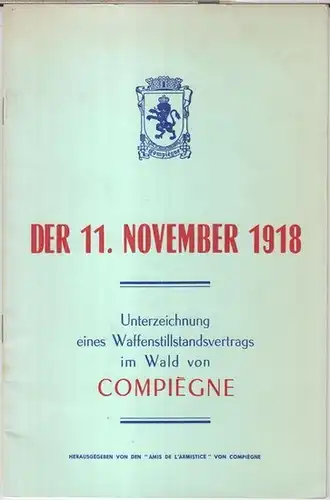 Compiègne
DER 11. NOVEMBER 1918
Unterzeichnung
eines Waffenstillstandsvertrags
im Wald von
COMPIÈGNE
HERAUSGEGEBEN VON DEN "AMIS DE L'ARMISTICE" VON COMPIÈGNE